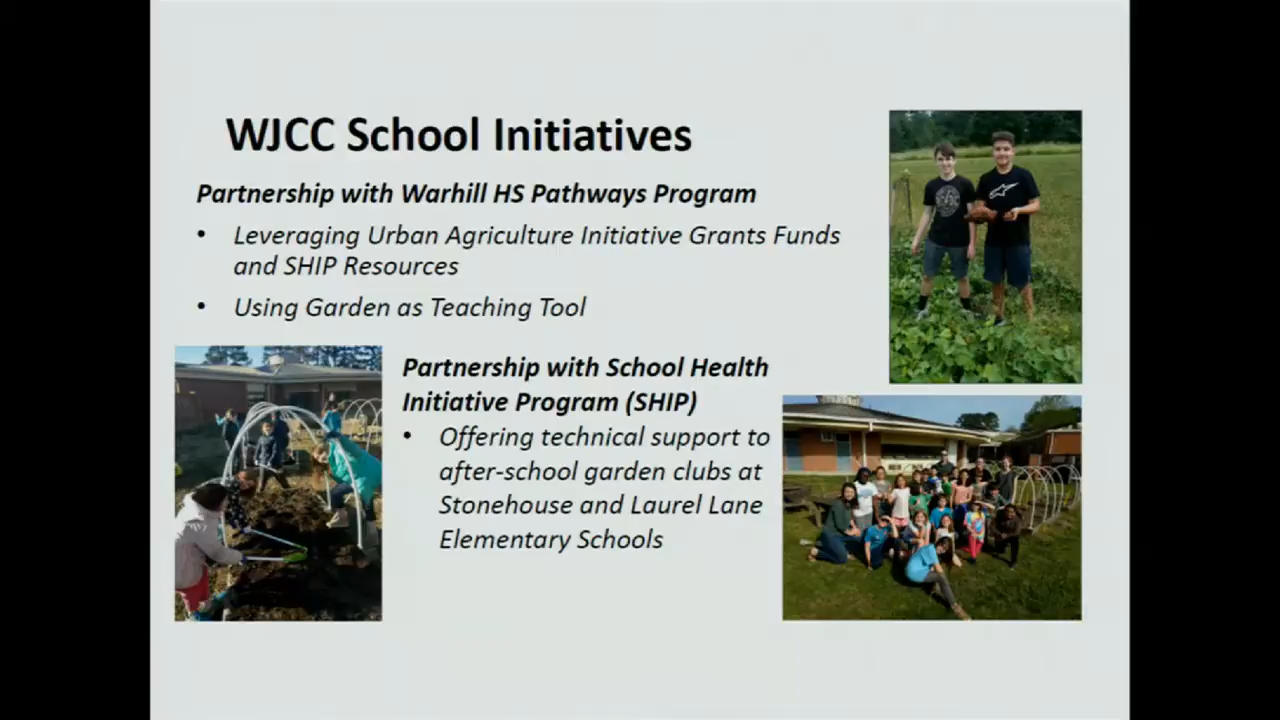 WJCC School Initiatives
Partnership with Warhill HS Pathways Program
• Leveraging Urban Agriculture Initiative Grants Funds
and SHIP Resources
• Using Garden as Teaching Tool
Partnership with School Health
Initiative Program (SHIP)
• Offering technical support to
after-school garden clubs at
Stonehouse and Laurel Lane
Elementary Schools